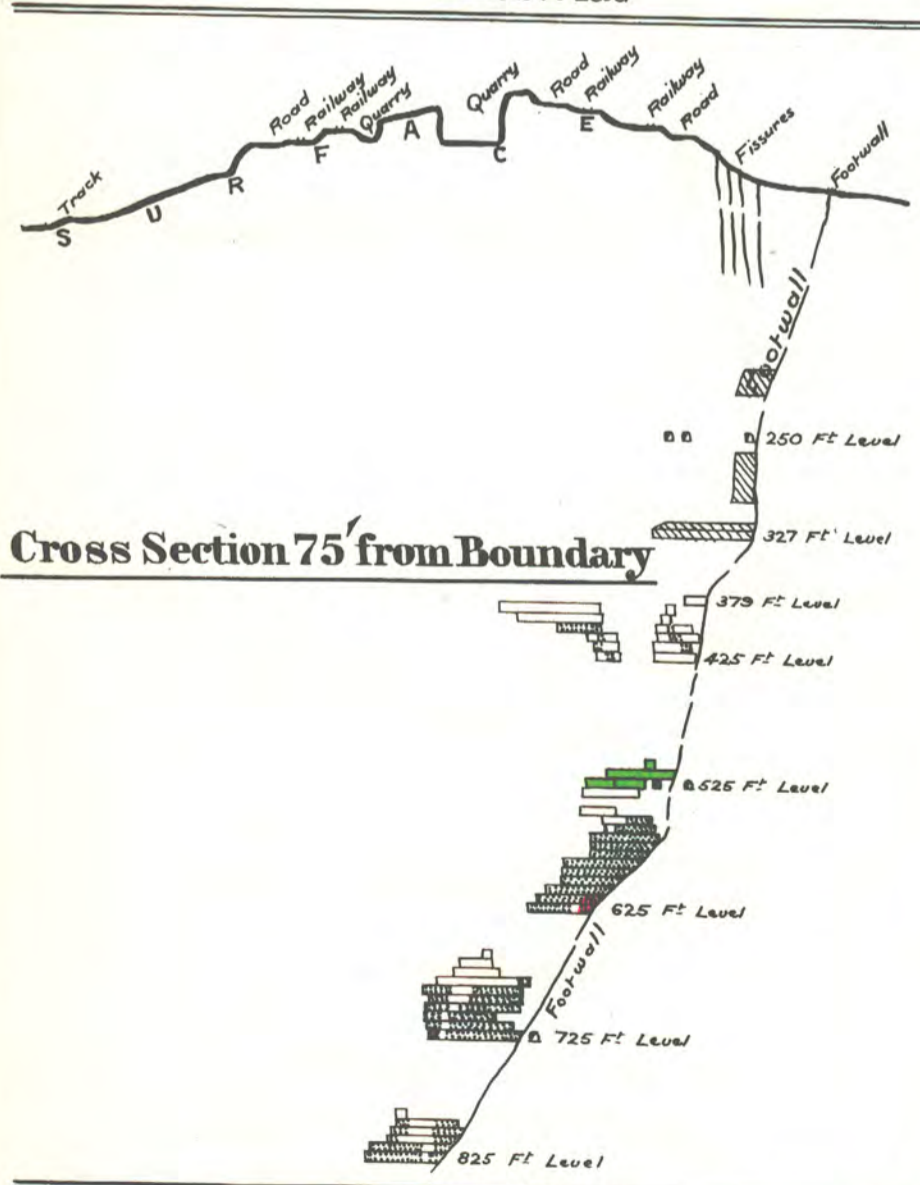 Track
Road
Railway
Railway
Quarry
Quarry
Road
Railway
Railway
Road
Fissures
Footwall
S
U
R
F
A
C
E
Footwall
250 Ft Level
327 Ft Level
Cross Section 75' from Boundary
379 Ft Level
425 Ft Level
525 Ft Level
625 Ft Level
Footwall
725 Ft Level
825 Ft Level